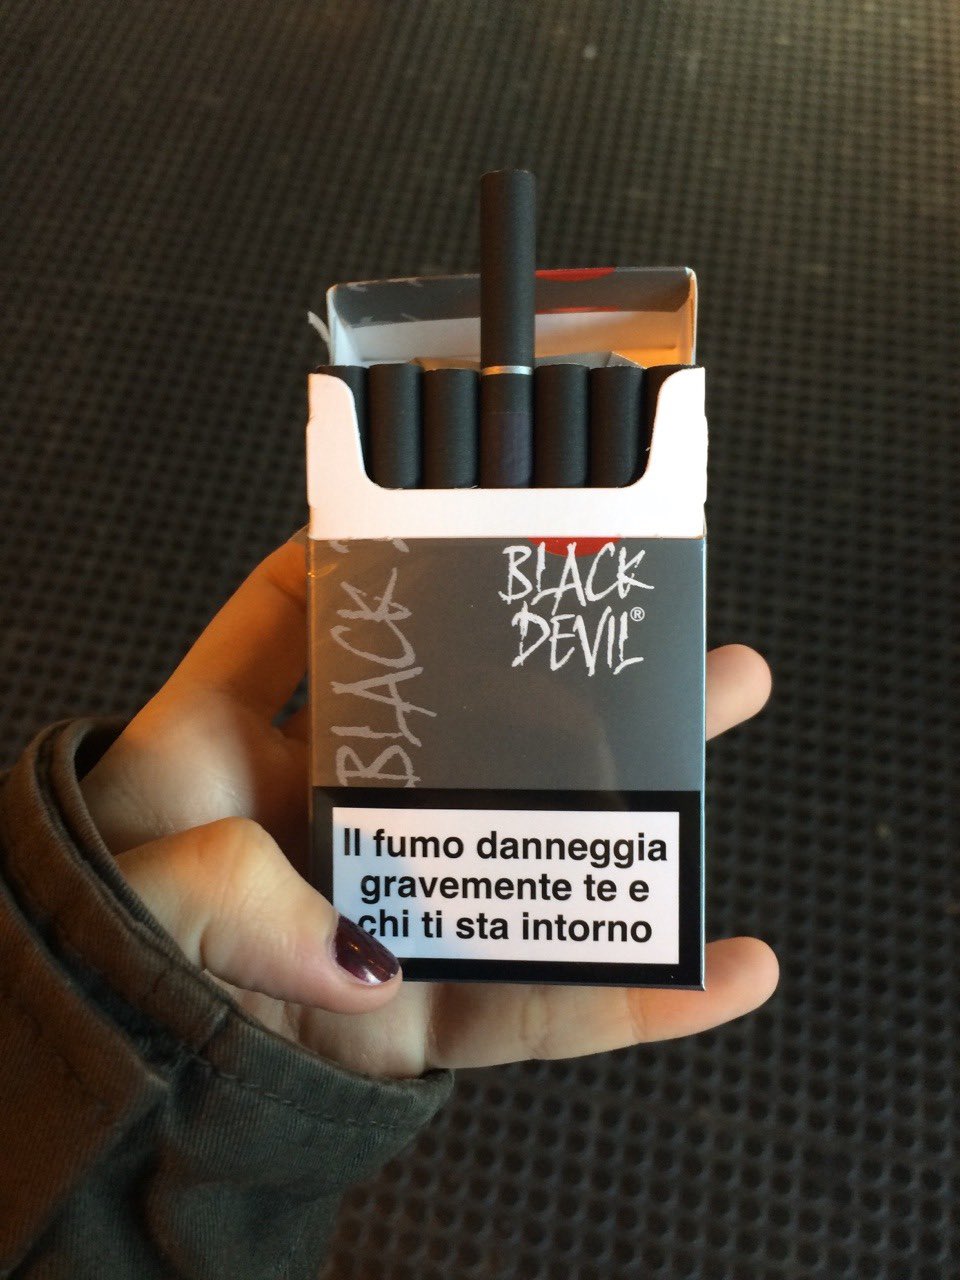 BLACK
DEVIL®
BLACK
Il fumo danneggia
gravemente te e
chi ti sta intorno